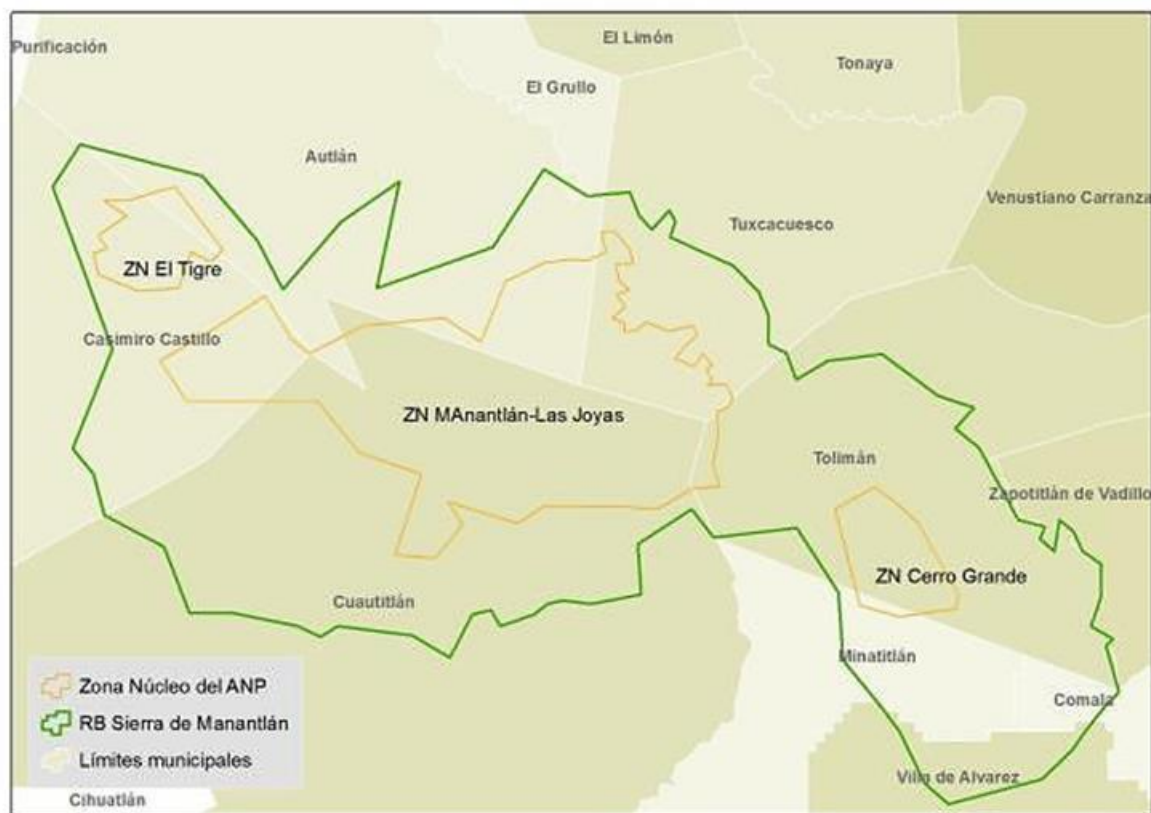 Purificación
El Limón
Tonaya
El Grullo
Autlán
Venustiano Carranza
Tuxcacuesco
ZN El Tigre
Casimiro Castillo
ZN MAnantlán-Las Joyas
Tolimán
Zapotitlán de Vadillo
ZN Cerro Grande
Cuautitlán
Minatitlán
Comala
Villa de Alvarez
Zona Núcleo del ANP
RB Sierra de Manantlán
Límites municipales
Cihuatlán